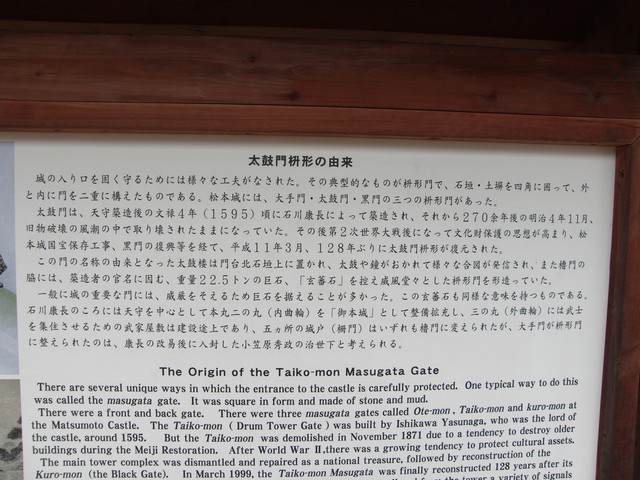 太鼓門枡形の由来
城の入り口を固く守るためには様々な工夫がなされた。その典型的なものが枡形門で、石垣・土塀を四角に囲って、外
と内に門を二重に構えたものである。松本城には、大手門・太鼓門・黒門の三つの枡形門があった。
太鼓門は、天守築造後の文禄4年(1595)頃に石川康長によって築造され、それから270余年後の明治4年11月、
旧物破壊の風潮の中で取り壊されたままになっていた。その後第2次世界大戦後になって文化財保護の思想が高まり、松
本城国宝保存工事、黒門の復興等を経て、平成11年3月、128年ぶりに太鼓門枡形が復元された。
この門の名称の由来となった太鼓楼は門台北石垣上に置かれ、太鼓や鐘がおかれて様々な合図が発信され、また櫓門の
脇には、築造者の官名に因む、重量22.5トンの巨石、「玄蕃石」を控え威風堂々とした枡形を形造っていた。
一般に城の重要な門には、威厳をそえるため巨石を据えることが多かった。この玄蕃石も同様な意味を持つものである。
石川康長のころには天守を中心として本丸二の丸(内曲輪)を「御本城」として整備拡充し、三の丸(外曲輪)には武士
を集住させるための武家屋敷は建設途上であり、五ヵ所の城戸(柵門)はいずれも櫓門に変えられたが、大手門が枡形門
に整えられたのは、康長の改易後に入封した小笠原秀政の治世下と考えられる。
The Origin of the Taiko-mon Masugata Gate
There are several unique ways in which the entrance to the castle is carefully protected. One typical way to do this
was called the masugata gate. It was square in form and made of stone and mud.
There were a front and back gate. There were three masugata gates called Ote-mon, Taiko-mon and kuro-mon at
the Matsumoto Castle. The Taiko-mon ( Drum Tower Gate ) was built by Ishikawa Yasunaga, who was the lord of
the castle, around 1595. But the Taiko-mon was demolished in November 1871 due to a tendency to destroy older
buildings during the Meiji Restoration. After World War II,there was a growing tendency to protect cultural assets.
The main tower complex was dismantled and repaired as a national treasure, followed by reconstruction of the
Kuro-mon (the Black Gate). In March 1999, the Taiko-mon Masugata was finally reconstructed 128 years after its
from the tower a variety of signals